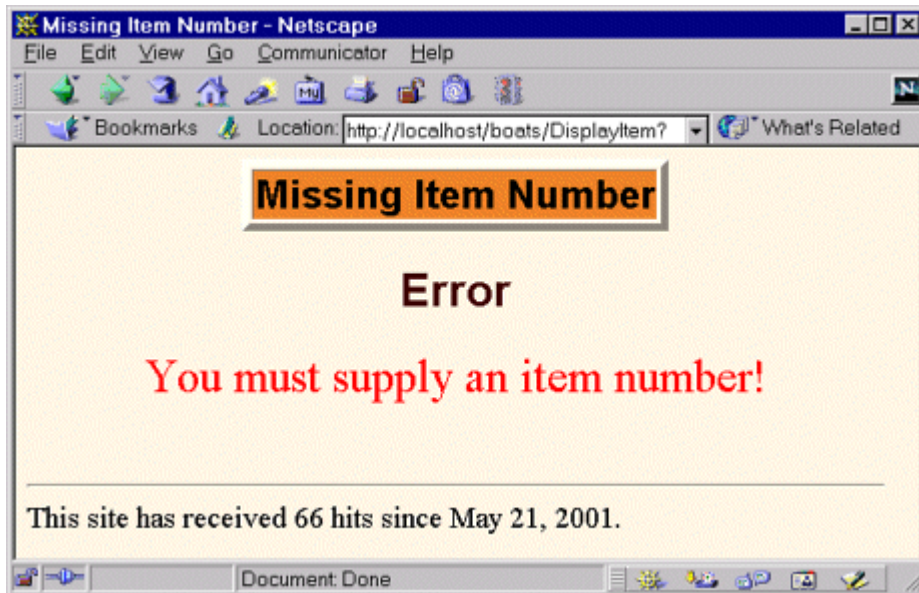 Missing Item Number - Netscape
File Edit View Go Communicator Help
My
Bookmarks Location: http://localhost/boats/DisplayItem? What's Related
N
Missing Item Number
Error
You must supply an item number!
This site has received 66 hits since May 21, 2001.
Document: Done